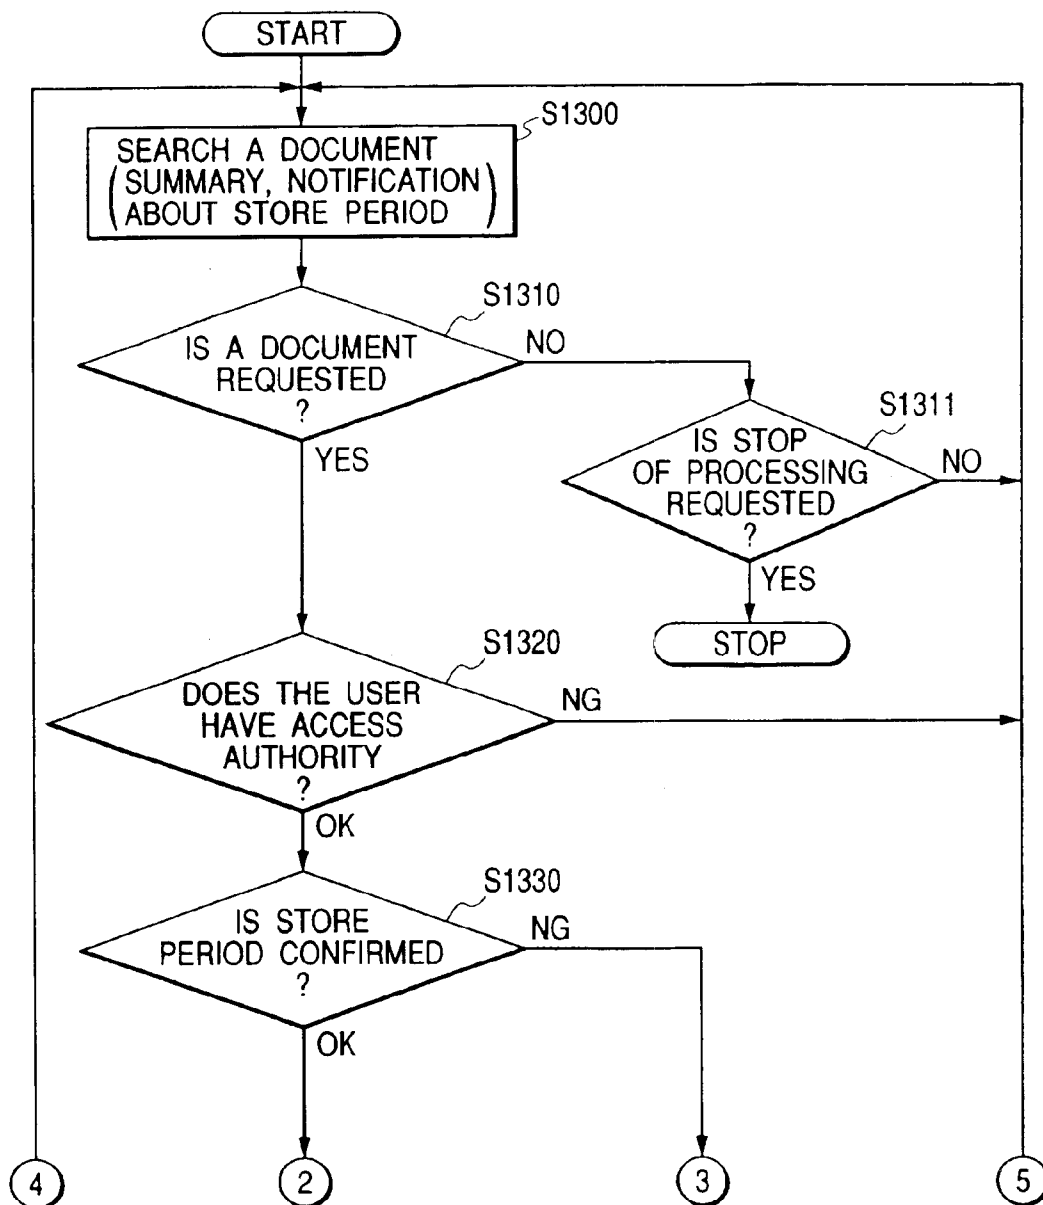 START
S1300
SEARCH A DOCUMENT
(SUMMARY, NOTIFICATION
ABOUT STORE PERIOD)
S1310
IS A DOCUMENT
REQUESTED
?
NO
YES
S1311
IS STOP
OF PROCESSING
REQUESTED
?
NO
YES
STOP
S1320
DOES THE USER
HAVE ACCESS
AUTHORITY
?
NG
OK
S1330
IS STORE
PERIOD CONFIRMED
?
NG
OK
4
2
3
5